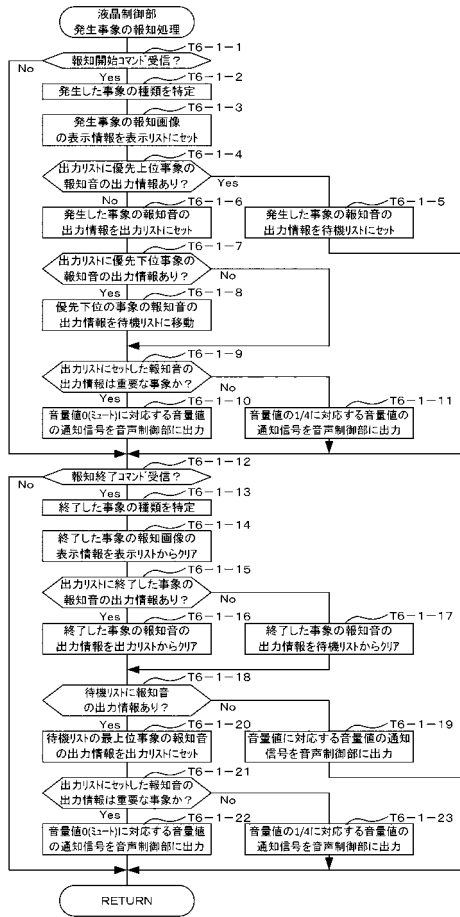 液晶制御部
発生事象の報知処理
T6-1-1
報知開始コマンド受信？
No
Yes
T6-1-2
発生した事象の種類を特定
T6-1-3
発生事象の報知画像
の表示情報を表示リストにセット
T6-1-4
出力リストに優先上位事象の
報知音の出力情報あり？
Yes
No
T6-1-6
T6-1-5
発生した事象の報知音の
出力情報を出力リストにセット
発生した事象の報知音の
出力情報を待機リストにセット
T6-1-7
出力リストに優先下位事象の
報知音の出力情報あり？
No
Yes
T6-1-8
優先下位の事象の報知音の
出力情報を待機リストに移動
T6-1-9
出力リストにセットした報知音の
出力情報は重要な事象か？
No
Yes
T6-1-10
T6-1-11
音量値0(ミュート)に対応する音量値
の通知信号を音声制御部に出力
音量値の1/4に対する音量値の
通知信号を音声制御部に出力
T6-1-12
報知終了コマンド受信？
No
Yes
T6-1-13
終了した事象の種類を特定
T6-1-14
終了した事象の報知画像の
表示情報を表示リストからクリア
T6-1-15
出力リストに終了した事象の
報知音の出力情報あり？
No
Yes
T6-1-16
T6-1-17
終了した事象の報知音の
出力情報を出力リストからクリア
終了した事象の報知音の
出力情報を待機リストからクリア
T6-1-18
待機リストに報知音
の出力情報あり？
No
Yes
T6-1-20
T6-1-19
待機リストの最上位事象の報知音
の出力情報を出力リストにセット
音量値に対応する音量値の通知
信号を音声制御部に出力
T6-1-21
出力リストにセットした報知音の
出力情報は重要な事象か？
No
Yes
T6-1-22
T6-1-23
音量値0(ミュート)に対応する音量値
の通知信号を音声制御部に出力
音量値の1/4に対する音量値の
通知信号を音声制御部に出力
RETURN